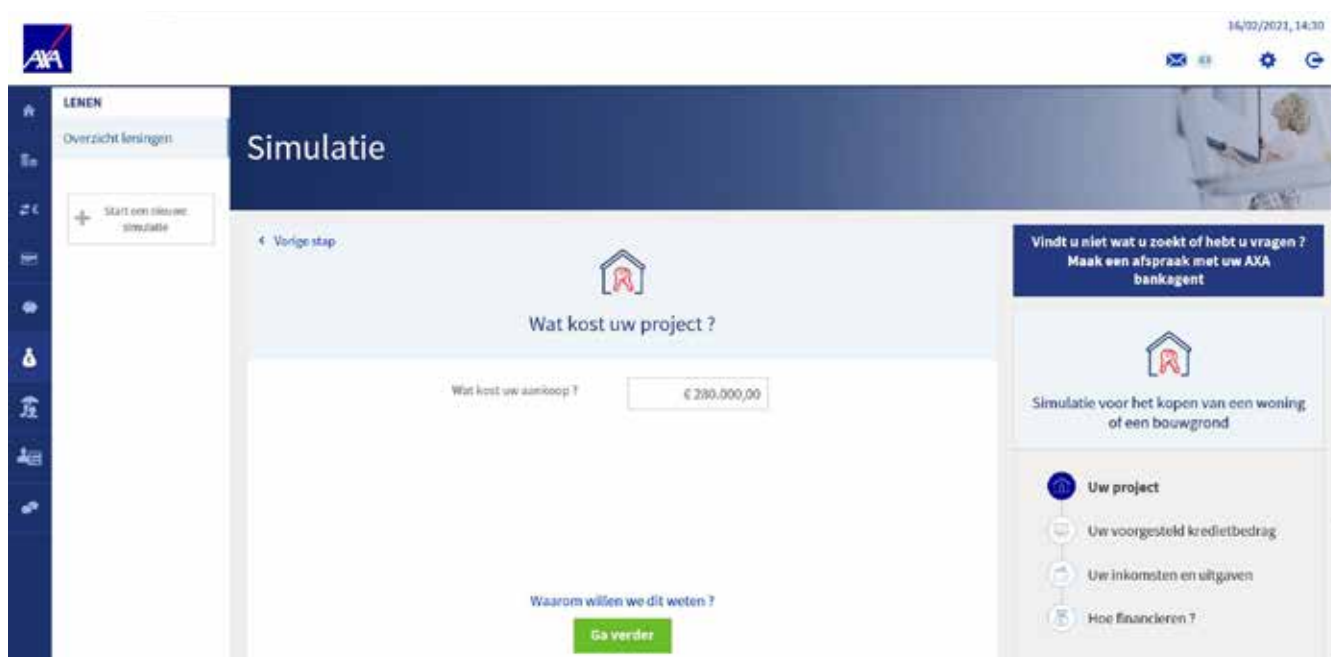 16/02/2021, 14:30
AXA
LENEN
Overzicht leningen
Start een nieuwe
simulatie
Simulatie
Vorige stap
Wat kost uw project ?
Wat kost uw aankoop ?
€ 280.000,00
Waarom willen we dit weten ?
Ga verder
Vindt u niet wat u zoekt of hebt u vragen ?
Maak een afspraak met uw AXA
bankagent
Simulatie voor het kopen van een woning
of een bouwgrond
Uw project
Uw voorgesteld kredietbedrag
Uw inkomsten en uitgaven
Hoe financieren ?